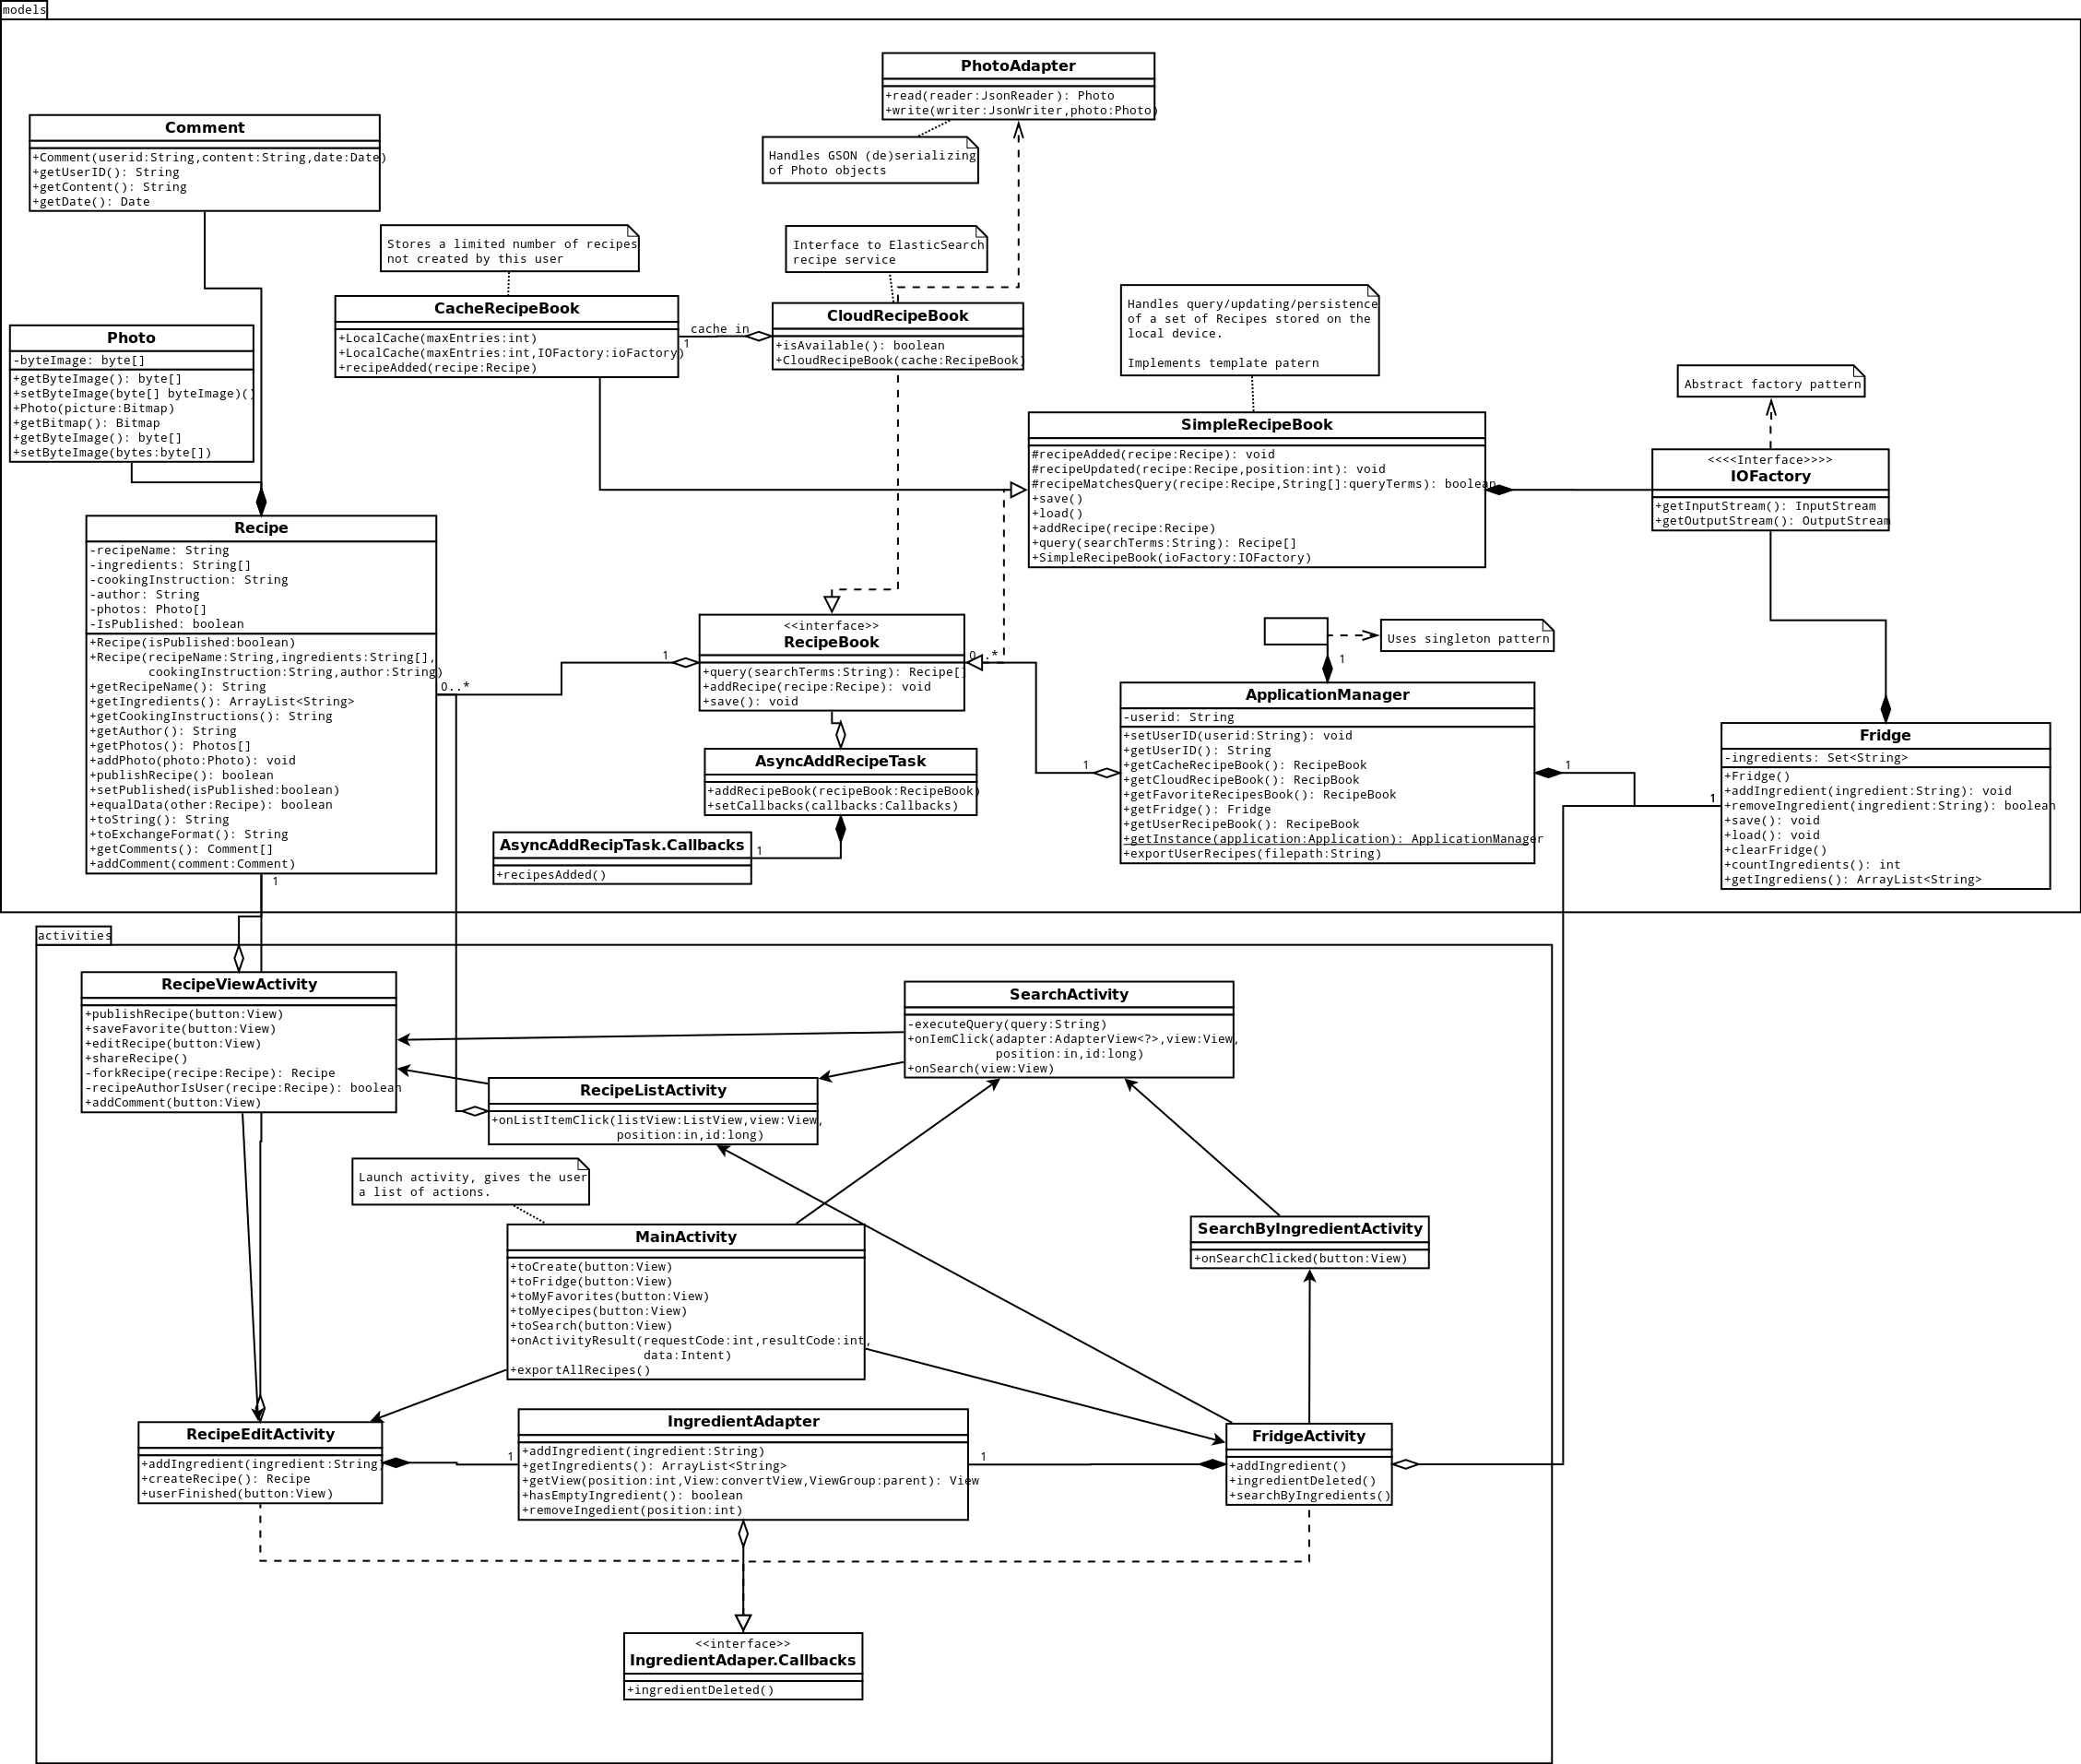 models
PhotoAdapter
+read(reader:JsonReader): Photo
+write(writer:JsonWriter,photo:Photo)
Handles GSON (de)serializing
of Photo objects
Comment
+Comment(userid:String,content:String,date:Date)
+getUserID(): String
+getContent(): String
+getDate(): Date
Stores a limited number of recipes
not created by this user
Interface to ElasticSearch
recipe service
CacheRecipeBook
+LocalCache(maxEntries:int)
+LocalCache(maxEntries:int,IOFactory:ioFactory)
+recipeAdded(recipe:Recipe)
cache in
1
CloudRecipeBook
+isAvailable(): boolean
+CloudRecipeBook(cache:RecipeBook)
Handles query/updating/persistence
of a set of Recipes stored on the
local device.
Implements template patern
Photo
-byteImage: byte[]
+getByteImage(): byte[]
+setByteImage(byte[] byteImage)()
+Photo(picture:Bitmap)
+getBitmap(): Bitmap
+getByteImage(): byte[]
+setByteImage(bytes:byte[])
Abstract factory pattern
SimpleRecipeBook
#recipeAdded(recipe:Recipe): void
#recipeUpdated(recipe:Recipe,position:int): void
#recipeMatchesQuery(recipe:Recipe,String[]:queryTerms): boolean
+save()
+load()
+addRecipe(recipe:Recipe)
+query(searchTerms:String): Recipe[]
+SimpleRecipeBook(ioFactory:IOFactory)
<<<<Interface>>>>
IOFactory
+getInputStream(): InputStream
+getOutputStream(): OutputStream
Recipe
-recipeName: String
-ingredients: String[]
-cookingInstruction: String
-author: String
-photos: Photo[]
-IsPublished: boolean
+Recipe(isPublished:boolean)
+Recipe(recipeName:String,ingredients:String[],
cookingInstruction:String,author:String)
+getRecipeName(): String
+getIngredients(): ArrayList<String>
+getCookingInstructions(): String
+getAuthor(): String
+getPhotos(): Photos[]
+addPhoto(photo:Photo): void
+publishRecipe(): boolean
+setPublished(isPublished:boolean)
+equalData(other:Recipe): boolean
+toString(): String
+toExchangeFormat(): String
+getComments(): Comment[]
+addComment(comment:Comment)
0..*
1
1
<<interface>>
RecipeBook
+query(searchTerms:String): Recipe[]
+addRecipe(recipe:Recipe): void
+save(): void
0..*
Uses singleton pattern
1
ApplicationManager
-userid: String
+setUserID(userid:String): void
+getUserID(): String
+getCacheRecipeBook(): RecipeBook
+getCloudRecipeBook(): RecipBook
+getFavoriteRecipesBook(): RecipeBook
+getFridge(): Fridge
+getUserRecipeBook(): RecipeBook
+getInstance(application:Application): ApplicationManager
+exportUserRecipes(filepath:String)
1
1
1
Fridge
-ingredients: Set<String>
+Fridge()
+addIngredient(ingredient:String): void
+removeIngredient(ingredient:String): boolean
+save(): void
+load(): void
+clearFridge()
+countIngredients(): int
+getIngrediens(): ArrayList<String>
AsyncAddRecipeTask
+addRecipeBook(recipeBook:RecipeBook)
+setCallbacks(callbacks:Callbacks)
AsyncAddRecipTask.Callbacks
+recipesAdded()
1
activities
RecipeViewActivity
+publishRecipe(button:View)
+saveFavorite(button:View)
+editRecipe(button:View)
+shareRecipe()
-forkRecipe(recipe:Recipe): Recipe
-recipeAuthorIsUser(recipe:Recipe): boolean
+addComment(button:View)
SearchActivity
-executeQuery(query:String)
+onIemClick(adapter:AdapterView<?>,view:View,
position:in,id:long)
+onSearch(view:View)
RecipeListActivity
+onListItemClick(listView:ListView,view:View,
position:in,id:long)
Launch activity, gives the user
a list of actions.
MainActivity
+toCreate(button:View)
+toFridge(button:View)
+toMyFavorites(button:View)
+toMyecipes(button:View)
+toSearch(button:View)
+onActivityResult(requestCode:int,resultCode:int,
data:Intent)
+exportAllRecipes()
SearchByIngredientActivity
+onSearchClicked(button:View)
RecipeEditActivity
+addIngredient(ingredient:String)
+createRecipe(): Recipe
+userFinished(button:View)
1
IngredientAdapter
+addIngredient(ingredient:String)
+getIngredients(): ArrayList<String>
+getView(position:int,View:convertView,ViewGroup:parent): View
+hasEmptyIngredient(): boolean
+removeIngedient(position:int)
1
FridgeActivity
+addIngredient()
+ingredientDeleted()
+searchByIngredients()
<<interface>>
IngredientAdaper.Callbacks
+ingredientDeleted()